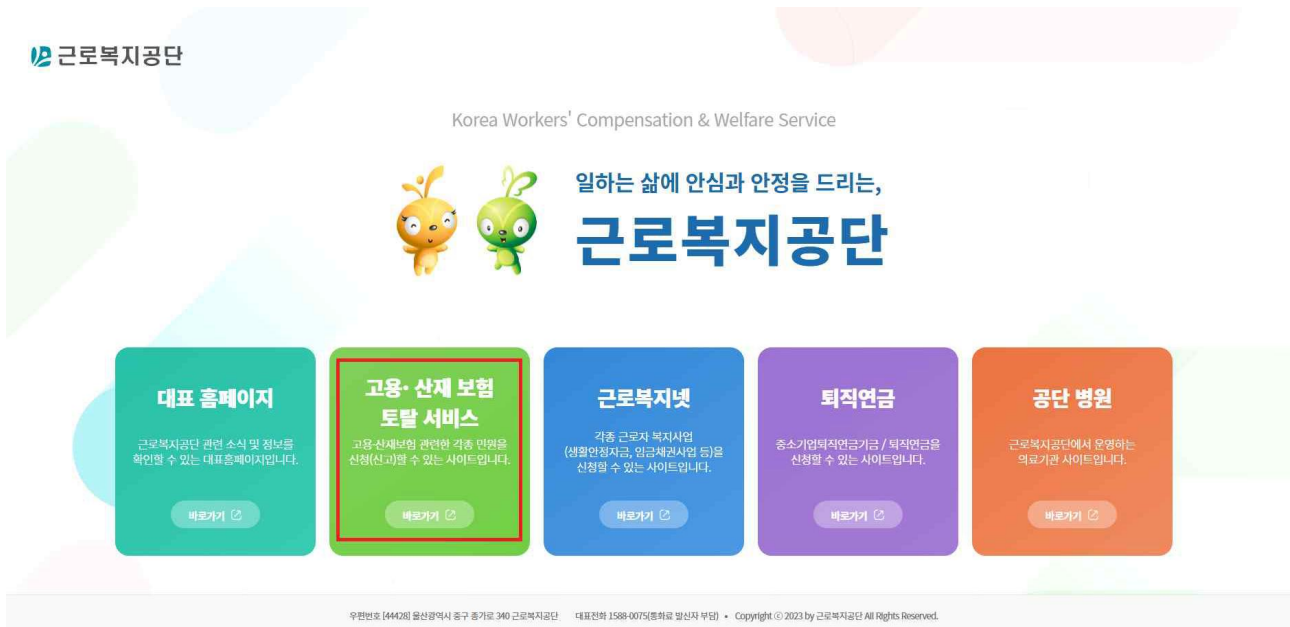 근로복지공단
Korea Workers' Compensation & Welfare Service
일하는 삶에 안심과 안정을 드리는,
근로복지공단
대표 홈페이지
근로복지공단 관련 소식 및 정보를
확인할 수 있는 대표홈페이지입니다.
바로가기
고용· 산재 보험
토탈 서비스
고용·산재보험 관련한 각종 민원을
신청(신고)할 수 있는 사이트입니다.
바로가기
근로복지넷
각종 근로자 복지사업
(생활안정자금, 임금채권사업 등)을
신청할 수 있는 사이트입니다.
바로가기
퇴직연금
중소기업퇴직연금기금 / 퇴직연금을
신청할 수 있는 사이트입니다.
바로가기
공단 병원
근로복지공단에서 운영하는
의료기관 사이트입니다.
바로가기
우편번호 [44428] 울산광역시 중구 종가로 340 근로복지공단 대표전화 1588-0075(통화료 발신자 부담) • Copyright ⓒ 2023 by 근로복지공단 All Rights Reserved.